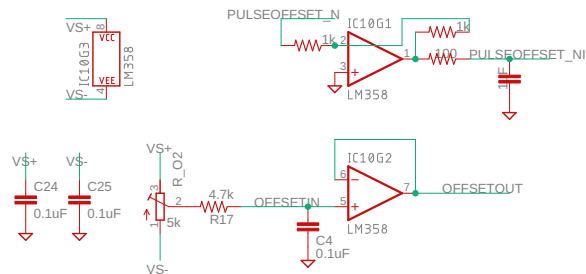 VS+
8
VCC
IC10G3
LM358
VEE
4
VS-
PULSEOFFSET_N
IC10G1
1k
2
1k
1
100
PULSEOFFSET_NI
3
LM358
VS+
VS-
C24
0.1uF
C25
0.1uF
VS+
R_O2
3
2
1
5k
VS-
4.7k
R17
OFFSETIN
C4
0.1uF
IC10G2
6
5
7
LM358
OFFSETOUT